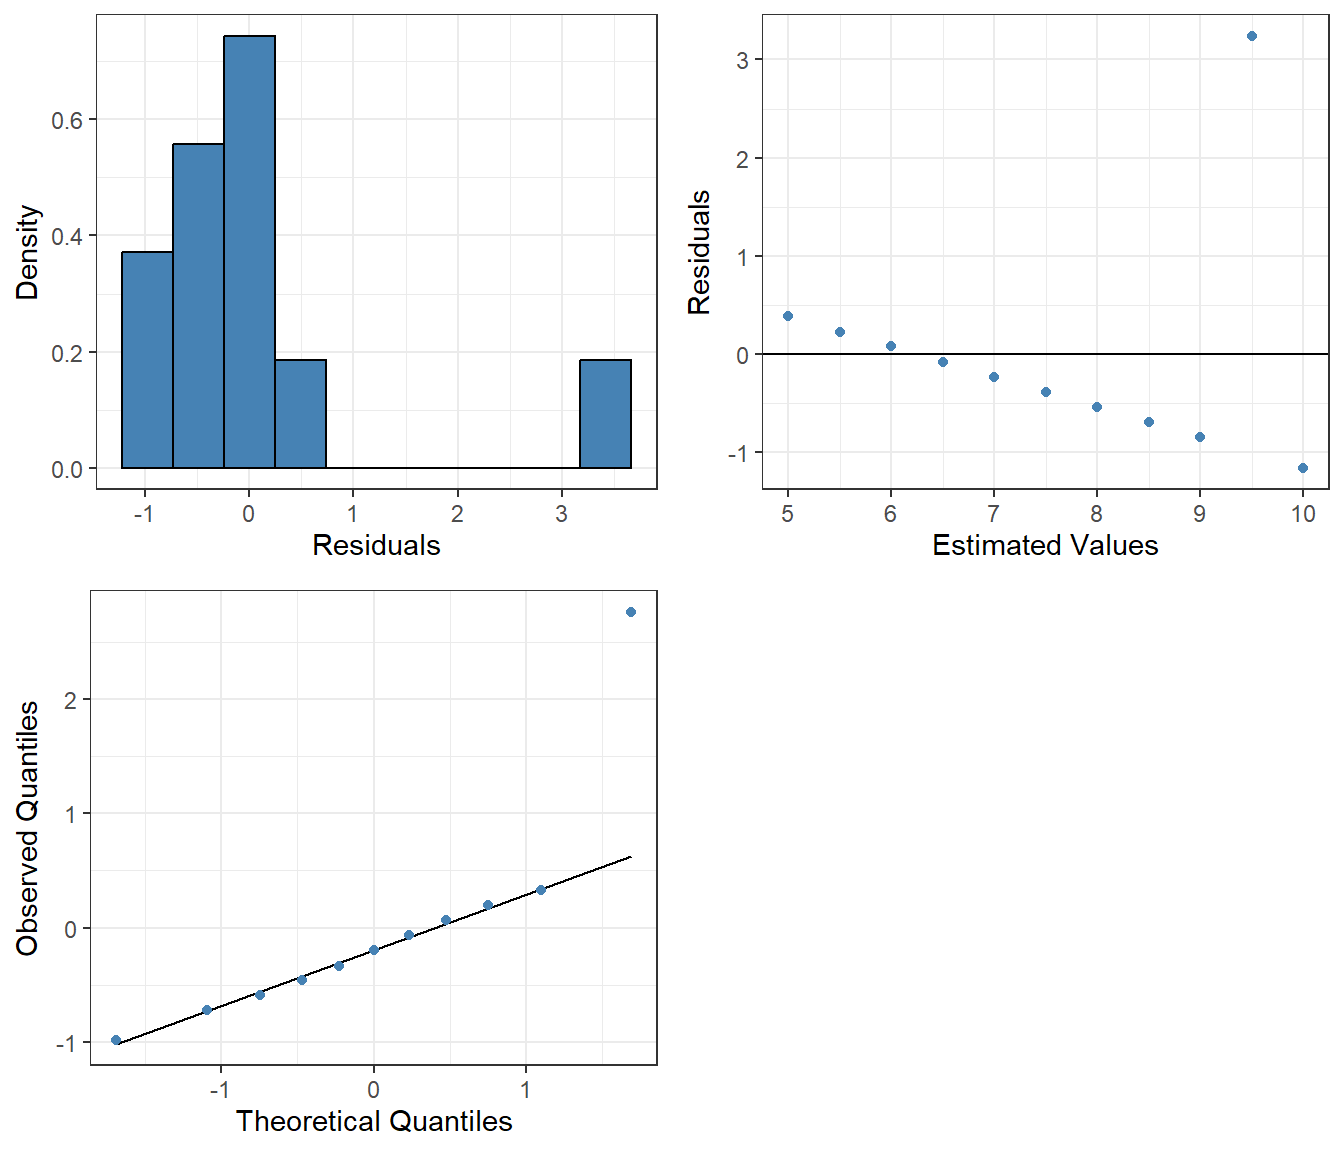 0.6
0.4
0.2
0.0
Density
-1 0 1 2 3
Residuals
3
2
1
0
-1
Residuals
5 6 7 8 9 10
Estimated Values
2
1
0
-1
Observed Quantiles
-1 0 1
Theoretical Quantiles